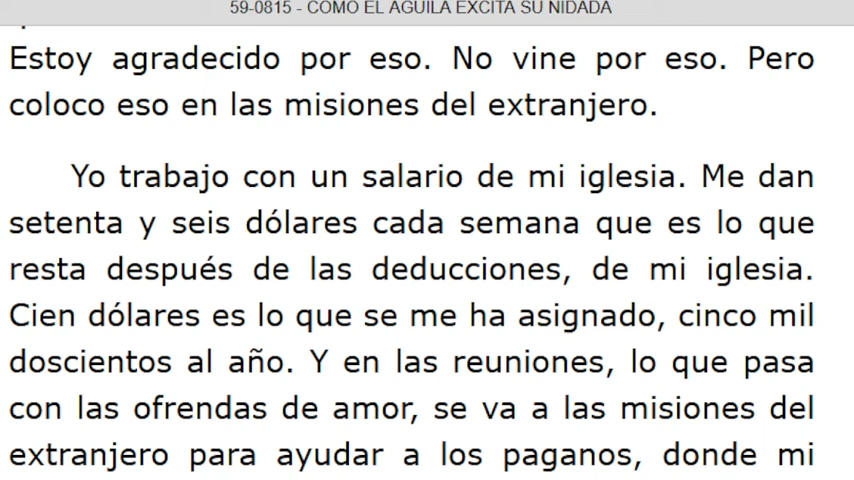 59-0815 - COMO EL ÁGUILA EXCITA SU NIDADA
Estoy agradecido por eso. No vine por eso. Pero
coloco eso en las misiones del extranjero.
Yo trabajo con un salario de mi iglesia. Me dan
setenta y seis dólares cada semana que es lo que
resta después de las deducciones, de mi iglesia.
Cien dólares es lo que se me ha asignado, cinco mil
doscientos al año. Y en las reuniones, lo que pasa
con las ofrendas de amor, se va a las misiones del
extranjero para ayudar a los paganos, donde mi